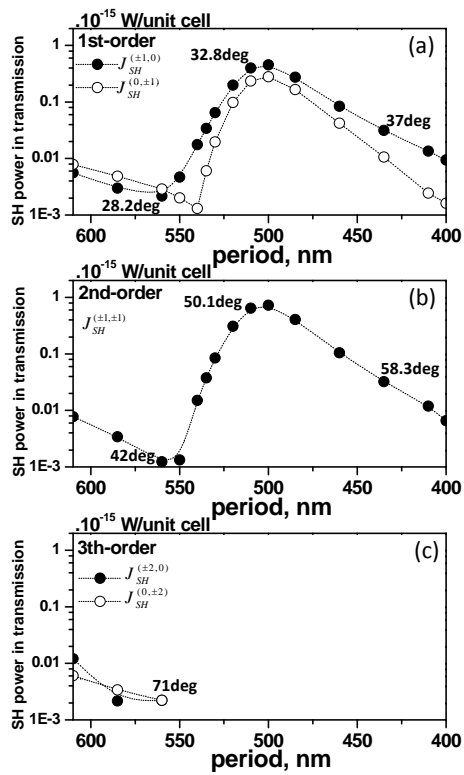 .10⁻¹⁵ W/unit cell
1st-order
(a)
J_SH^(±1,0)
J_SH^(0,±1)
32.8deg
37deg
28.2deg
SH power in transmission
1
0.1
0.01
1E-3
600 550 500 450 400
period, nm
.10⁻¹⁵ W/unit cell
2nd-order
(b)
J_SH^(±1,±1)
50.1deg
58.3deg
42deg
SH power in transmission
1
0.1
0.01
1E-3
600 550 500 450 400
period, nm
.10⁻¹⁵ W/unit cell
3th-order
(c)
J_SH^(±2,0)
J_SH^(0,±2)
71deg
SH power in transmission
1
0.1
0.01
1E-3
600 550 500 450 400
period, nm